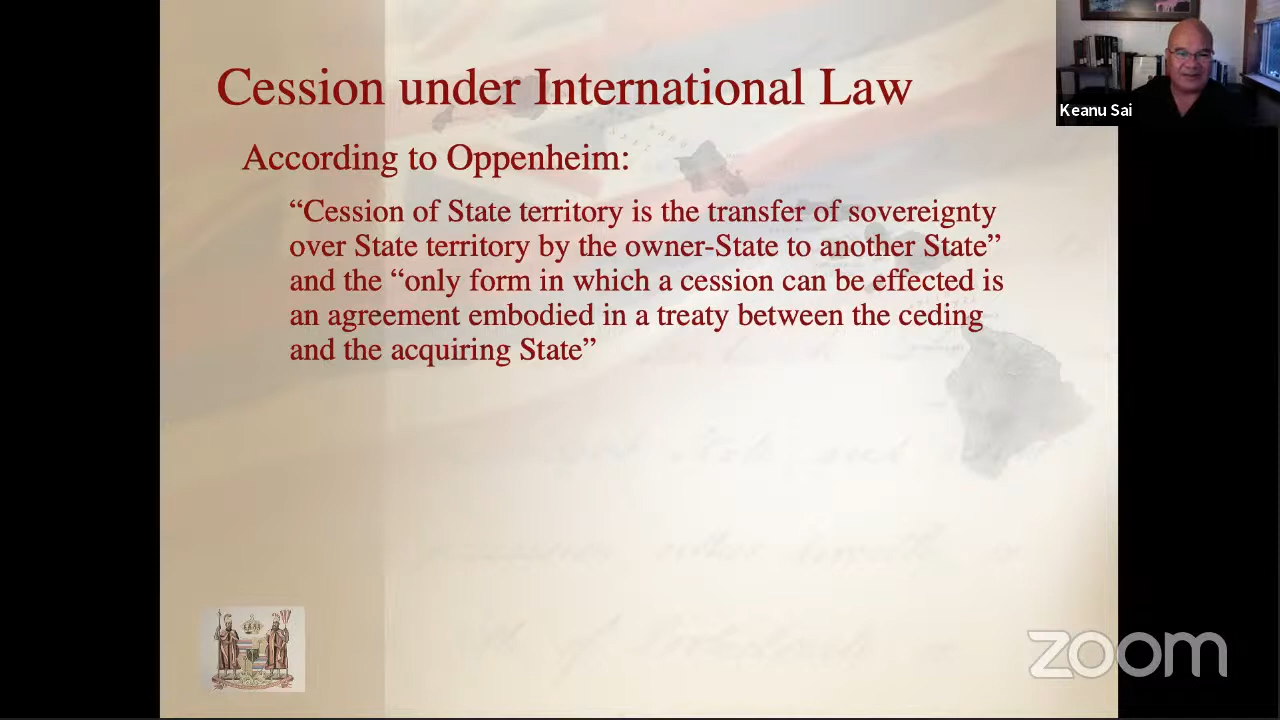 Cession under International Law
Keanu Sai
According to Oppenheim:
“Cession of State territory is the transfer of sovereignty
over State territory by the owner-State to another State”
and the “only form in which a cession can be effected is
an agreement embodied in a treaty between the ceding
and the acquiring State”
zoom